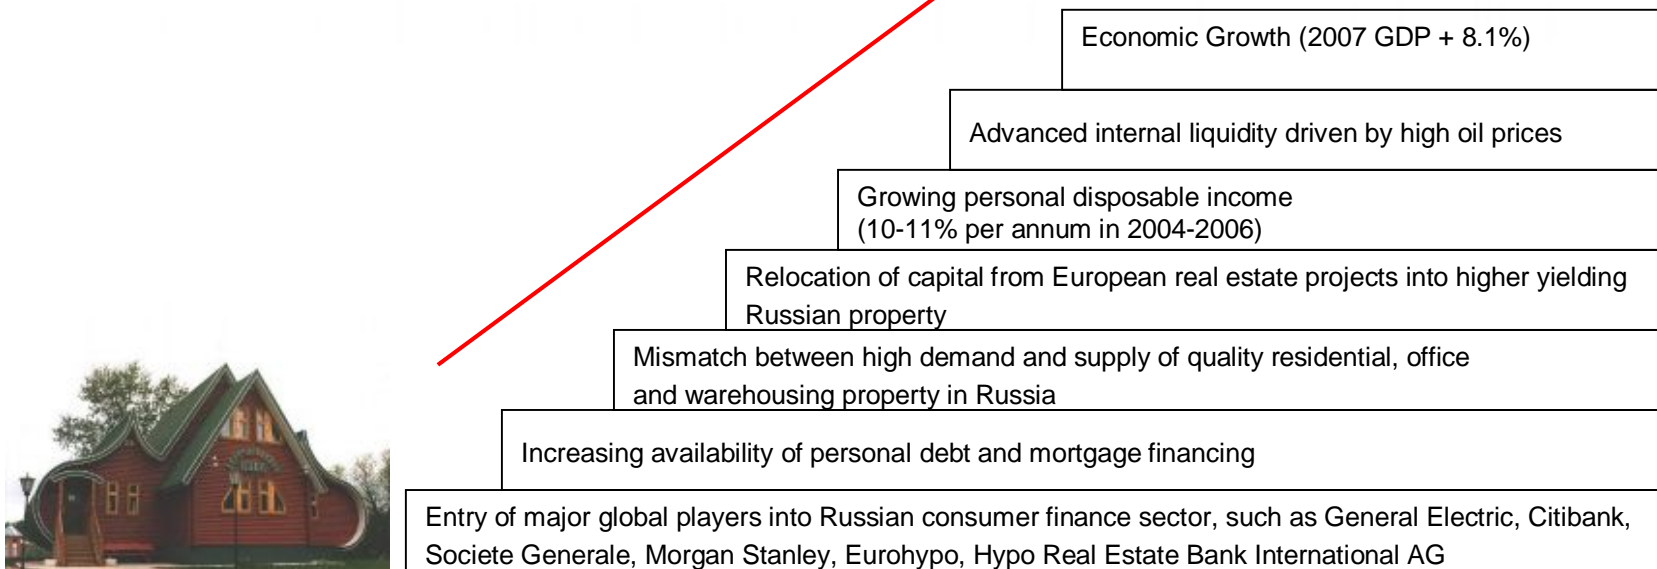 Economic Growth (2007 GDP + 8.1%)
Advanced internal liquidity driven by high oil prices
Growing personal disposable income
(10-11% per annum in 2004-2006)
Relocation of capital from European real estate projects into higher yielding
Russian property
Mismatch between high demand and supply of quality residential, office
and warehousing property in Russia
Increasing availability of personal debt and mortgage financing
Entry of major global players into Russian consumer finance sector, such as General Electric, Citibank,
Societe Generale, Morgan Stanley, Eurohypo, Hypo Real Estate Bank International AG